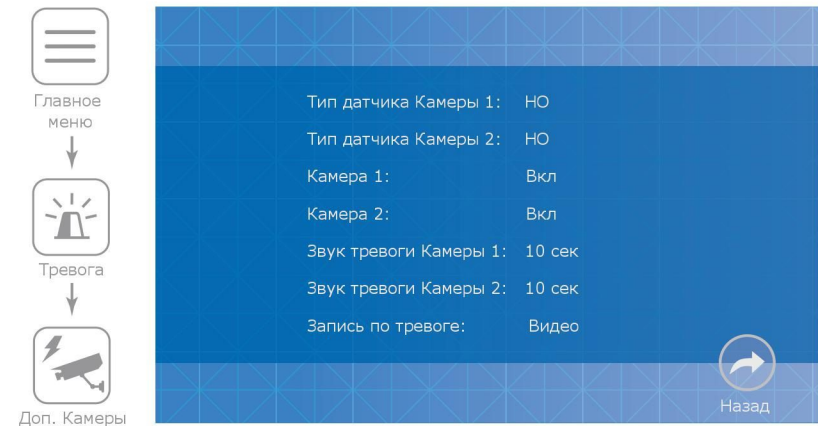 Главное
меню
Тревога
Доп. Камеры
Тип датчика Камеры 1: НО
Тип датчика Камеры 2: НО
Камера 1: Вкл
Камера 2: Вкл
Звук тревоги Камеры 1: 10 сек
Звук тревоги Камеры 2: 10 сек
Запись по тревоге: Видео
Назад